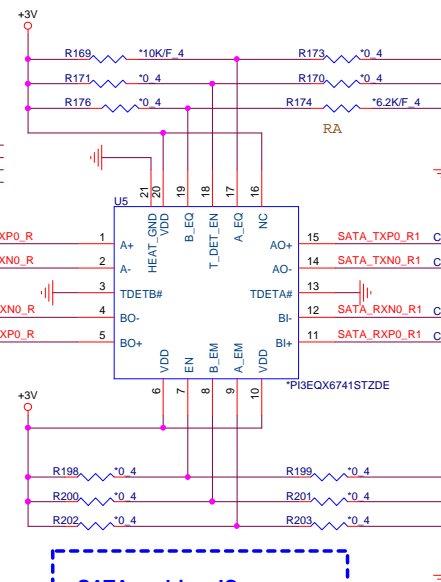 +3V
R169 *10K/F_4 R173 *0_4
R171 *0_4 R170 *0_4
R176 *0_4 R174 *6.2K/F_4
RA
U5
21 20 19 18 17 16
HEAT_GND VDD B_EQ T_DET_EN A_EQ NC
XP0_R 1 A+ AO+ 15 SATA_TXP0_R1 C
XN0_R 2 A- AO- 14 SATA_TXN0_R1 C
3 TDETB# TDETA# 13
XN0_R 4 BO- BI- 12 SATA_RXN0_R1 C
XP0_R 5 BO+ BI+ 11 SATA_RXP0_R1 C
VDD EN B_EM A_EM VDD
6 7 8 9 10
*PI3EQX6741STZDE
+3V
R198 *0_4 R199 *0_4
R200 *0_4 R201 *0_4
R202 *0_4 R203 *0_4